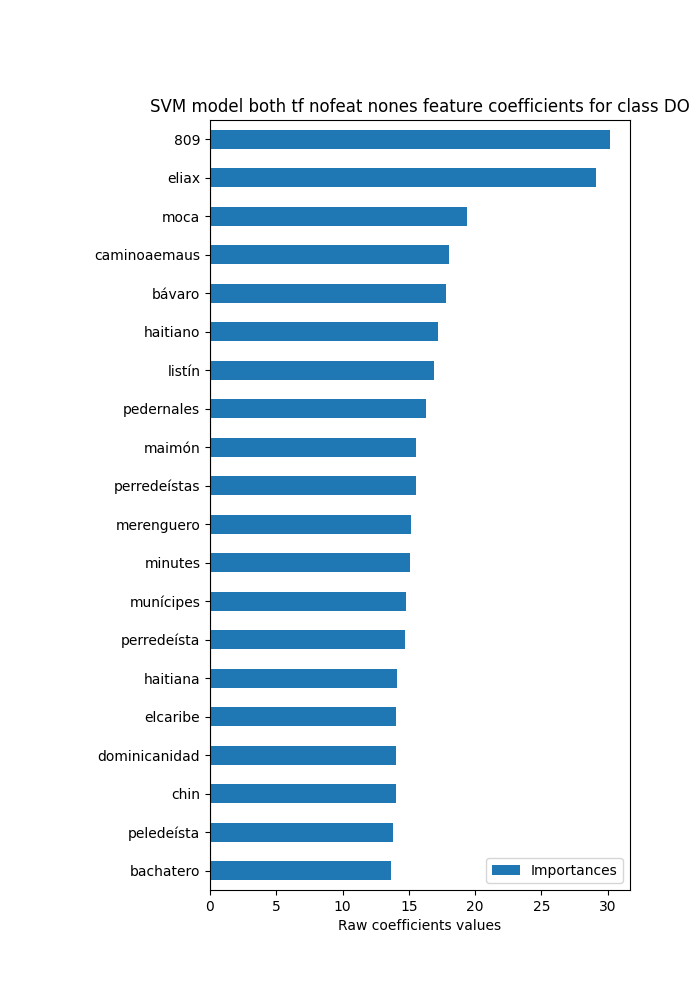 SVM model both tf nofeat nones feature coefficients for class DO
809
eliax
moca
caminoaemaus
bávaro
haitiano
listín
pedernales
maimón
perredeístas
merenguero
minutes
munícipes
perredeísta
haitiana
elcaribe
dominicanidad
chin
peledeísta
bachatero
Importances
0 5 10 15 20 25 30
Raw coefficients values